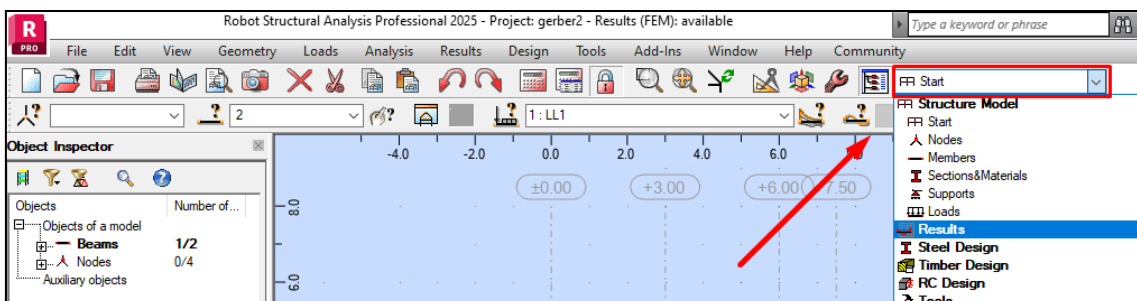 Robot Structural Analysis Professional 2025 - Project: gerber2 - Results (FEM): available
Type a keyword or phrase
R
PRO
File Edit View Geometry Loads Analysis Results Design Tools Add-Ins Window Help Community
Start
2
1 : LL1
Structure Model
Start
Nodes
Members
Sections&Materials
Supports
Loads
Results
Steel Design
Timber Design
RC Design
Tools
Object Inspector
Objects Number of...
Objects of a model
Beams 1/2
Nodes 0/4
Auxiliary objects
-4.0 -2.0 0.0 2.0 4.0 6.0
±0.00 +3.00 +6.00 +7.50
8.0
6.0